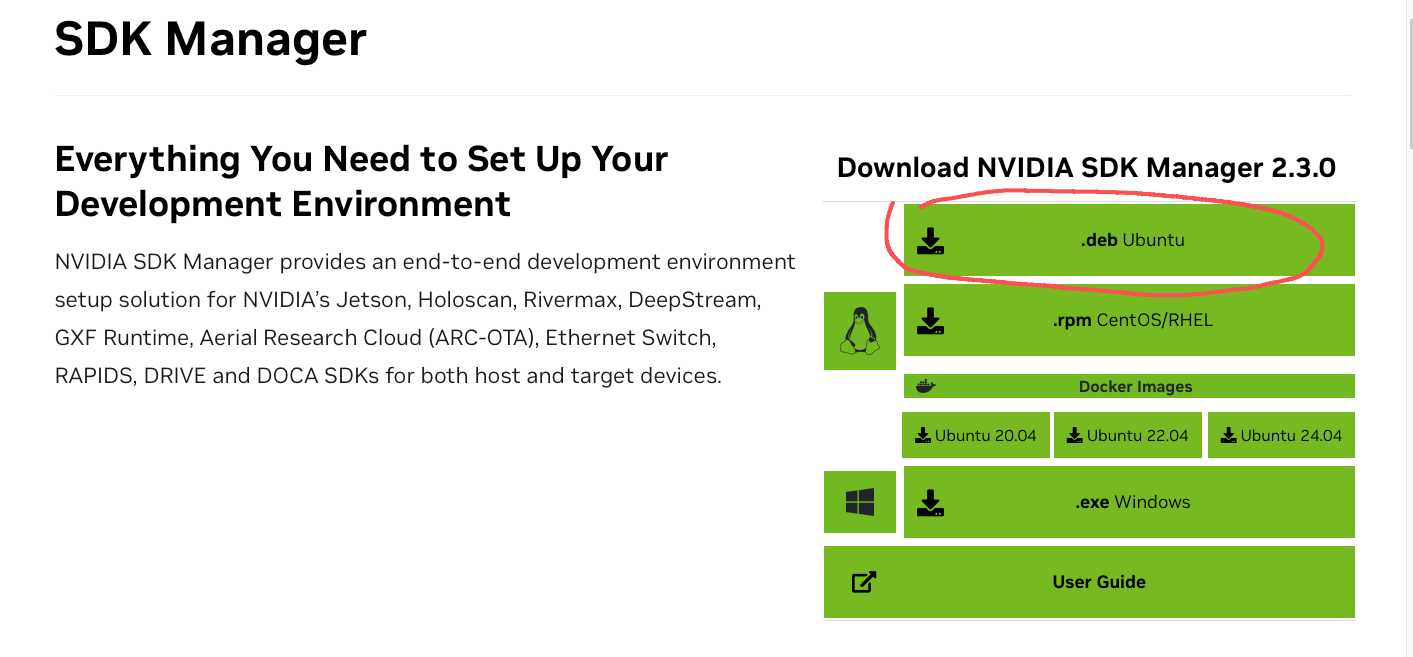 SDK Manager
Everything You Need to Set Up Your
Development Environment
NVIDIA SDK Manager provides an end-to-end development environment
setup solution for NVIDIA’s Jetson, Holoscan, Rivermax, DeepStream,
GXF Runtime, Aerial Research Cloud (ARC-OTA), Ethernet Switch,
RAPIDS, DRIVE and DOCA SDKs for both host and target devices.
Download NVIDIA SDK Manager 2.3.0
.deb Ubuntu
.rpm CentOS/RHEL
Docker Images
Ubuntu 20.04 Ubuntu 22.04 Ubuntu 24.04
.exe Windows
User Guide